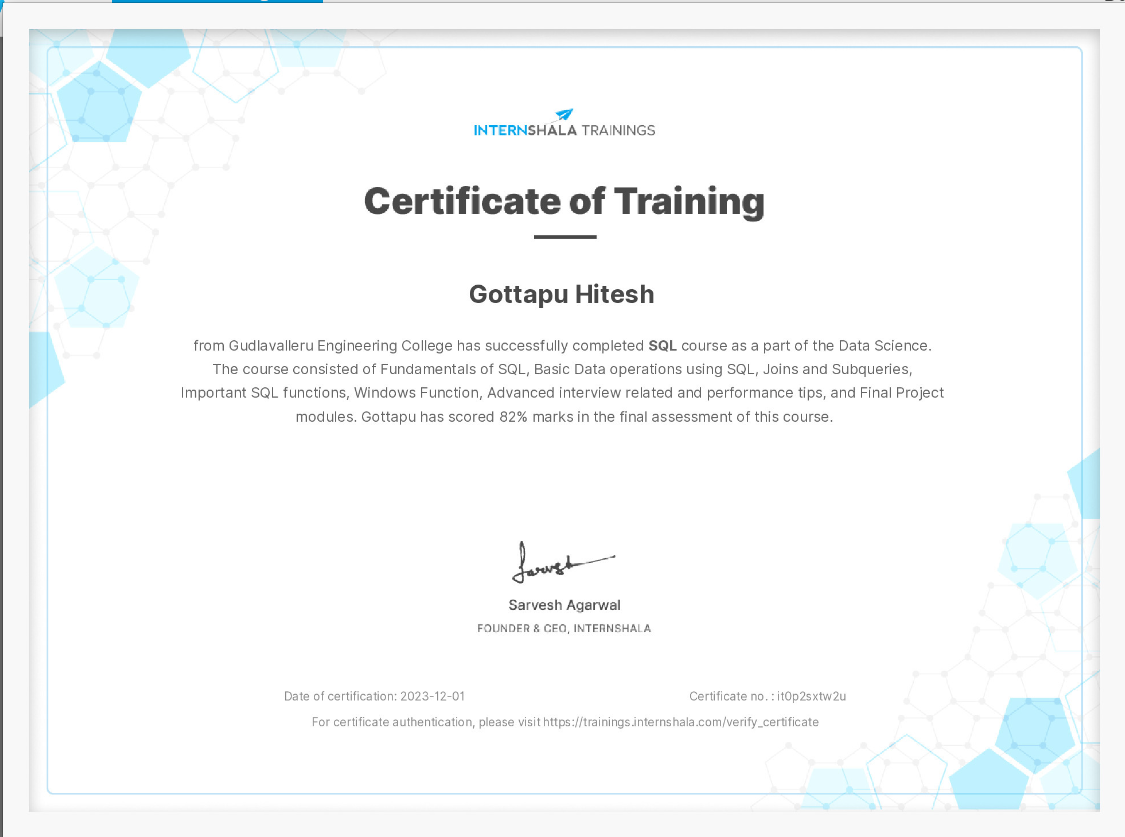 INTERNSHALA TRAININGS
Certificate of Training
Gottapu Hitesh
from Gudlavalleru Engineering College has successfully completed SQL course as a part of the Data Science.
The course consisted of Fundamentals of SQL, Basic Data operations using SQL, Joins and Subqueries,
Important SQL functions, Windows Function, Advanced interview related and performance tips, and Final Project
modules. Gottapu has scored 82% marks in the final assessment of this course.
Sarvesh
Sarvesh Agarwal
FOUNDER & CEO, INTERNSHALA
Date of certification: 2023-12-01
Certificate no. : it0p2sxtw2u
For certificate authentication, please visit https://trainings.internshala.com/verify_certificate